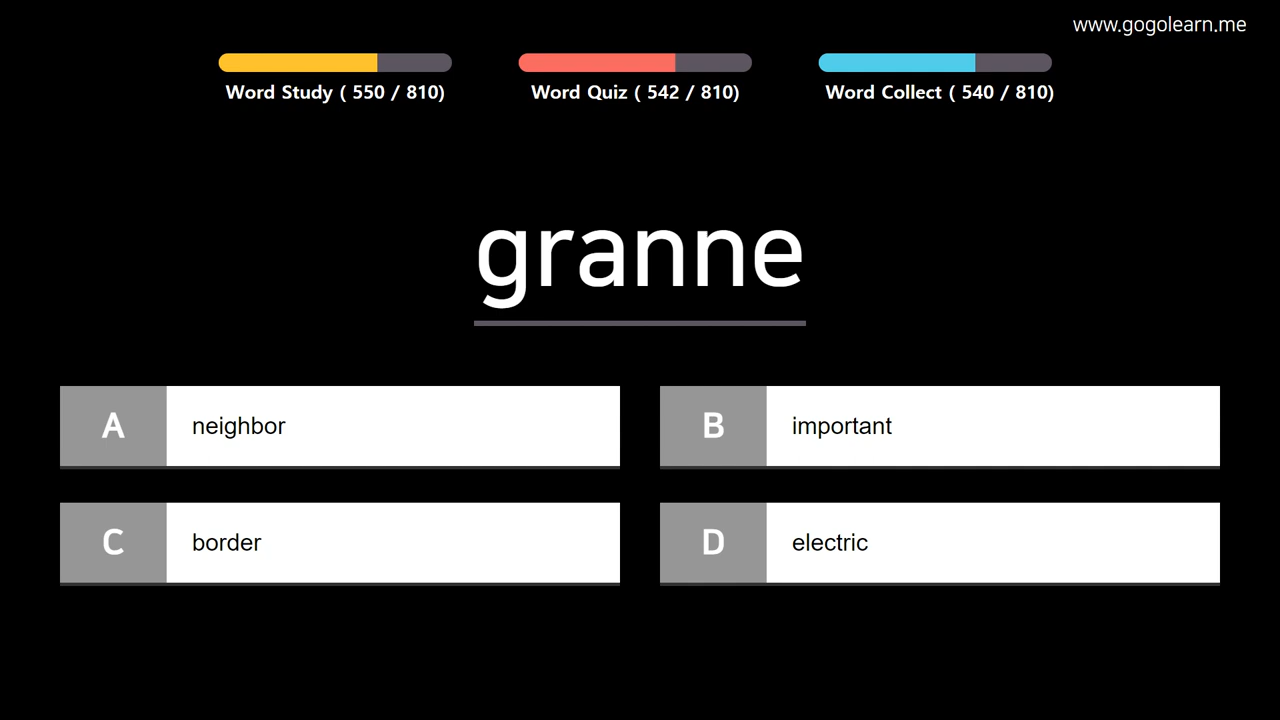 www.gogolearn.me
Word Study ( 550 / 810)
Word Quiz ( 542 / 810)
Word Collect ( 540 / 810)
granne
A neighbor
B important
C border
D electric